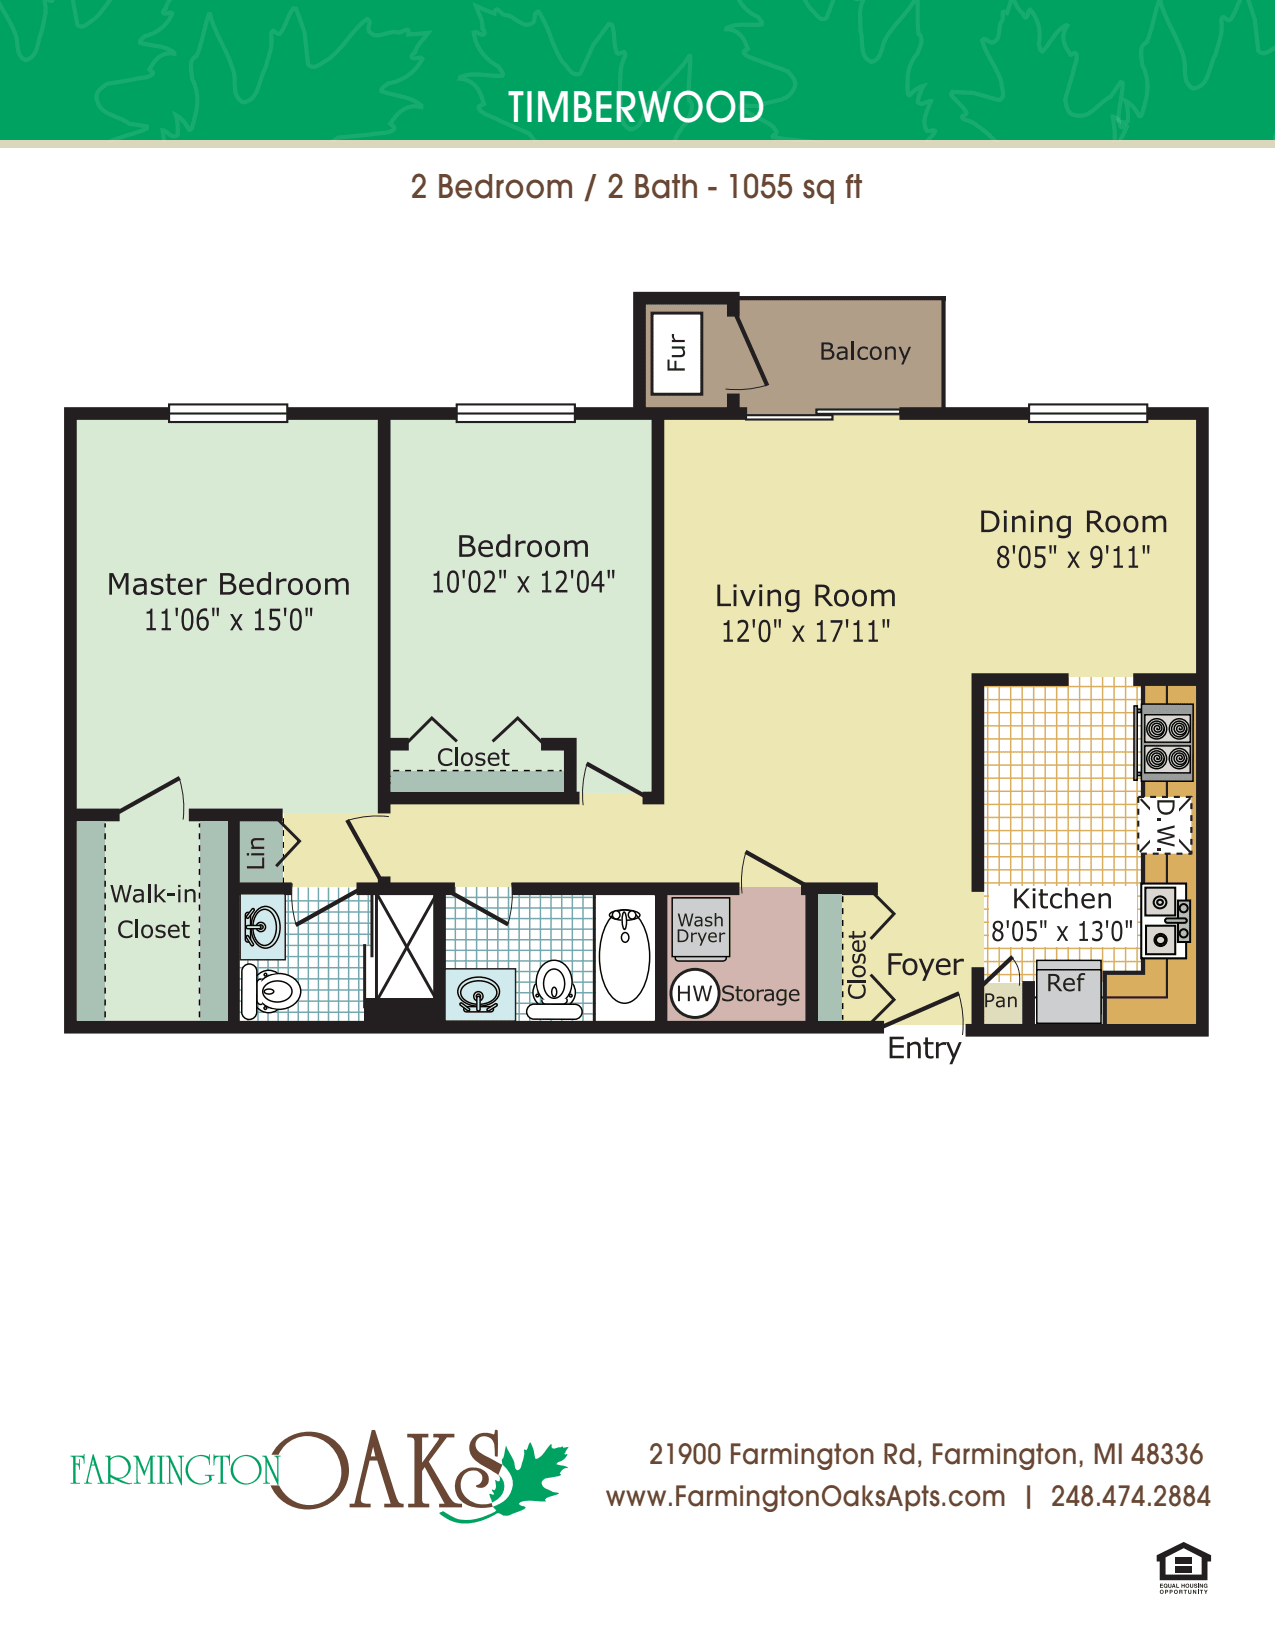 TIMBERWOOD
2 Bedroom / 2 Bath - 1055 sq ft
Fur
Balcony
Master Bedroom
11'06" x 15'0"
Bedroom
10'02" x 12'04"
Living Room
12'0" x 17'11"
Dining Room
8'05" x 9'11"
Closet
Lin
Walk-in
Closet
Wash
Dryer
HW
Storage
Closet
Foyer
Entry
D.W.
Kitchen
8'05" x 13'0"
Pan
Ref
FARMINGTON OAKS
21900 Farmington Rd, Farmington, MI 48336
www.FarmingtonOaksApts.com | 248.474.2884
EQUAL HOUSING
OPPORTUNITY